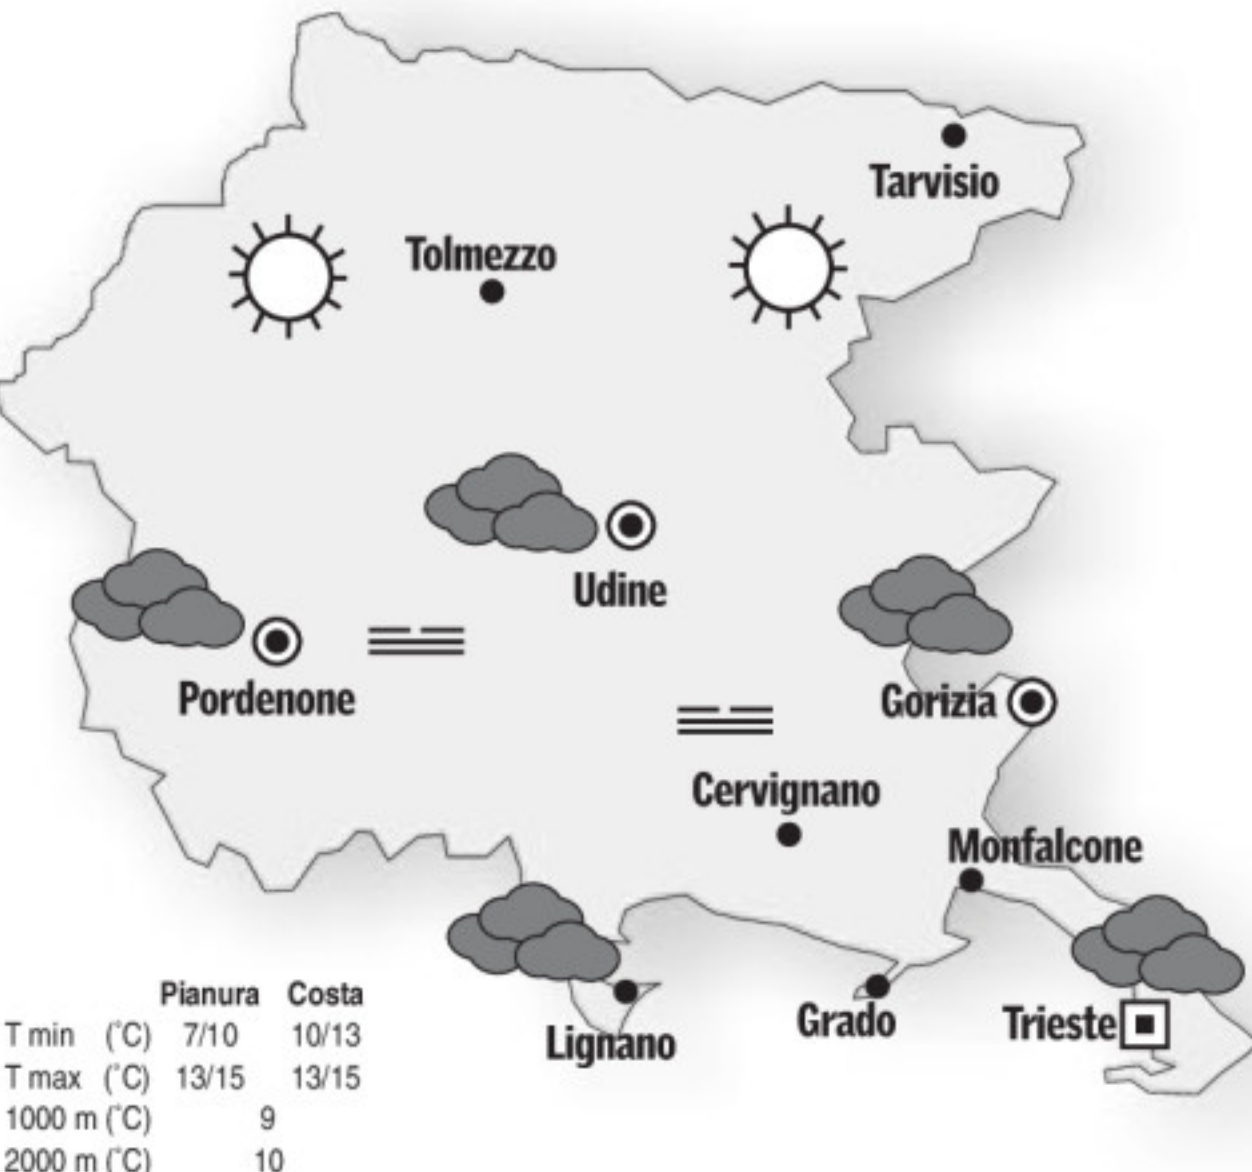 Tarvisio
Tolmezzo
Udine
Pordenone
Gorizia
Cervignano
Monfalcone
Grado
Trieste
Lignano
Pianura Costa
T min (°C) 7/10 10/13
T max (°C) 13/15 13/15
1000 m (°C) 9
2000 m (°C) 10